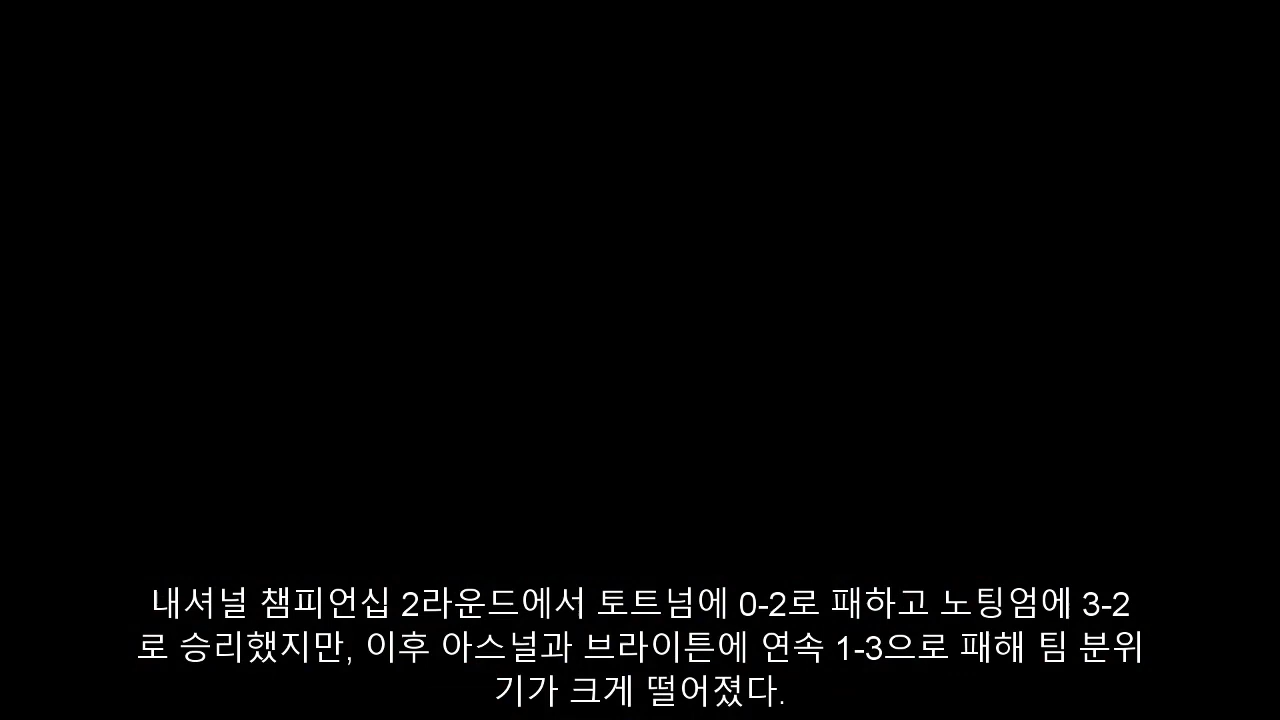 내셔널 챔피언십 2라운드에서 토트넘에 0-2로 패하고 노팅엄에 3-2
로 승리했지만, 이후 아스널과 브라이튼에 연속 1-3으로 패해 팀 분위
기가 크게 떨어졌다.